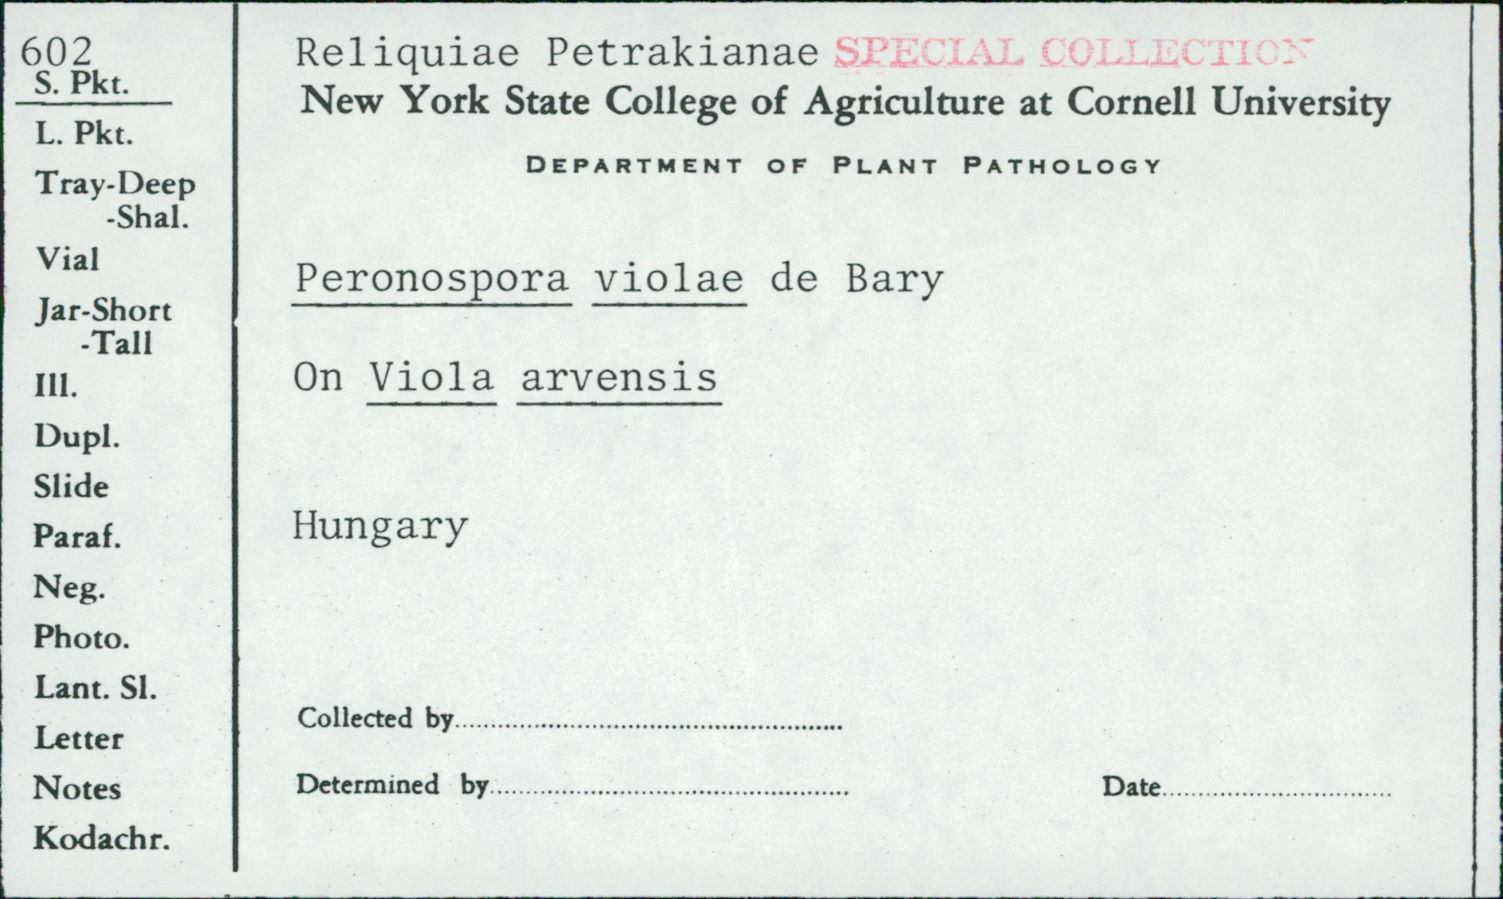 602
S. Pkt.
L. Pkt.
Tray-Deep
-Shal.
Vial
Jar-Short
-Tall
Ill.
Dupl.
Slide
Paraf.
Neg.
Photo.
Lant. Sl.
Letter
Notes
Kodachr.
Reliquiae Petrakianae SPECIAL COLLECTION
New York State College of Agriculture at Cornell University
DEPARTMENT OF PLANT PATHOLOGY
Peronospora violae de Bary
On Viola arvensis
Hungary
Collected by
Determined by
Date